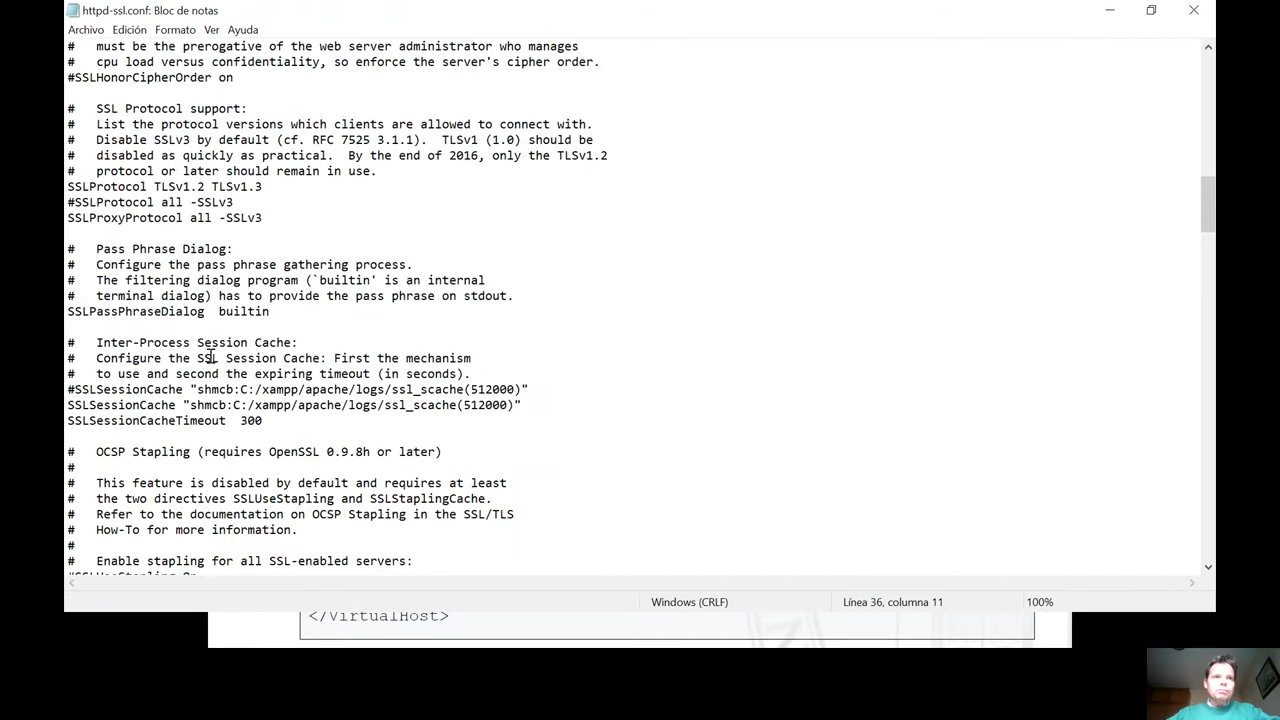 httpd-ssl.conf: Bloc de notas
Archivo Edición Formato Ver Ayuda
#   must be the prerogative of the web server administrator who manages
#   cpu load versus confidentiality, so enforce the server's cipher order.
#SSLHonorCipherOrder on
#   SSL Protocol support:
#   List the protocol versions which clients are allowed to connect with.
#   Disable SSLv3 by default (cf. RFC 7525 3.1.1).  TLSv1 (1.0) should be
#   disabled as quickly as practical.  By the end of 2016, only the TLSv1.2
#   protocol or later should remain in use.
SSLProtocol TLSv1.2 TLSv1.3
#SSLProtocol all -SSLv3
SSLProxyProtocol all -SSLv3
#   Pass Phrase Dialog:
#   Configure the pass phrase gathering process.
#   The filtering dialog program (`builtin' is an internal
#   terminal dialog) has to provide the pass phrase on stdout.
SSLPassPhraseDialog  builtin
#   Inter-Process Session Cache:
#   Configure the SSL Session Cache: First the mechanism
#   to use and second the expiring timeout (in seconds).
#SSLSessionCache "shmcb:C:/xampp/apache/logs/ssl_scache(512000)"
SSLSessionCache "shmcb:C:/xampp/apache/logs/ssl_scache(512000)"
SSLSessionCacheTimeout  300
#   OCSP Stapling (requires OpenSSL 0.9.8h or later)
#
#   This feature is disabled by default and requires at least
#   the two directives SSLUseStapling and SSLStaplingCache.
#   Refer to the documentation on OCSP Stapling in the SSL/TLS
#   How-To for more information.
#
#   Enable stapling for all SSL-enabled servers:
#SSLUseStapling On
Windows (CRLF) Línea 36, columna 11 100%
</VirtualHost>